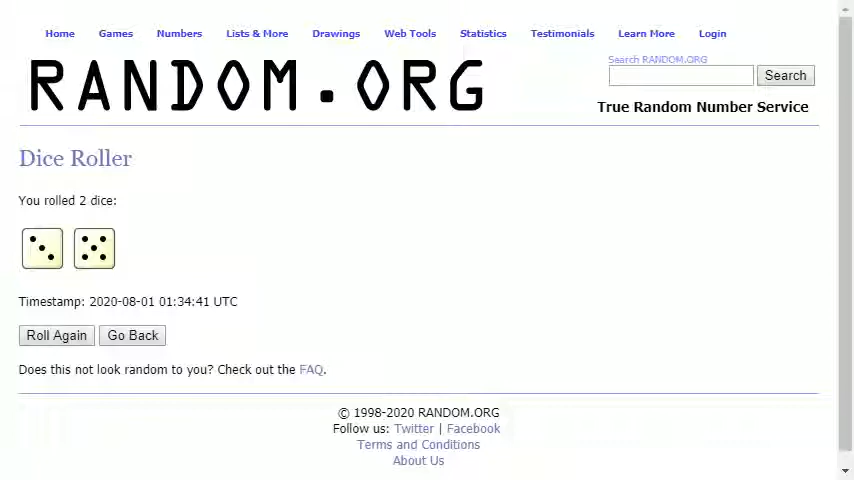 Home Games Numbers Lists & More Drawings Web Tools Statistics Testimonials Learn More Login
RANDOM.ORG
Search RANDOM.ORG
Search
True Random Number Service
Dice Roller
You rolled 2 dice:
Timestamp: 2020-08-01 01:34:41 UTC
Roll Again Go Back
Does this not look random to you? Check out the FAQ.
© 1998-2020 RANDOM.ORG
Follow us: Twitter | Facebook
Terms and Conditions
About Us